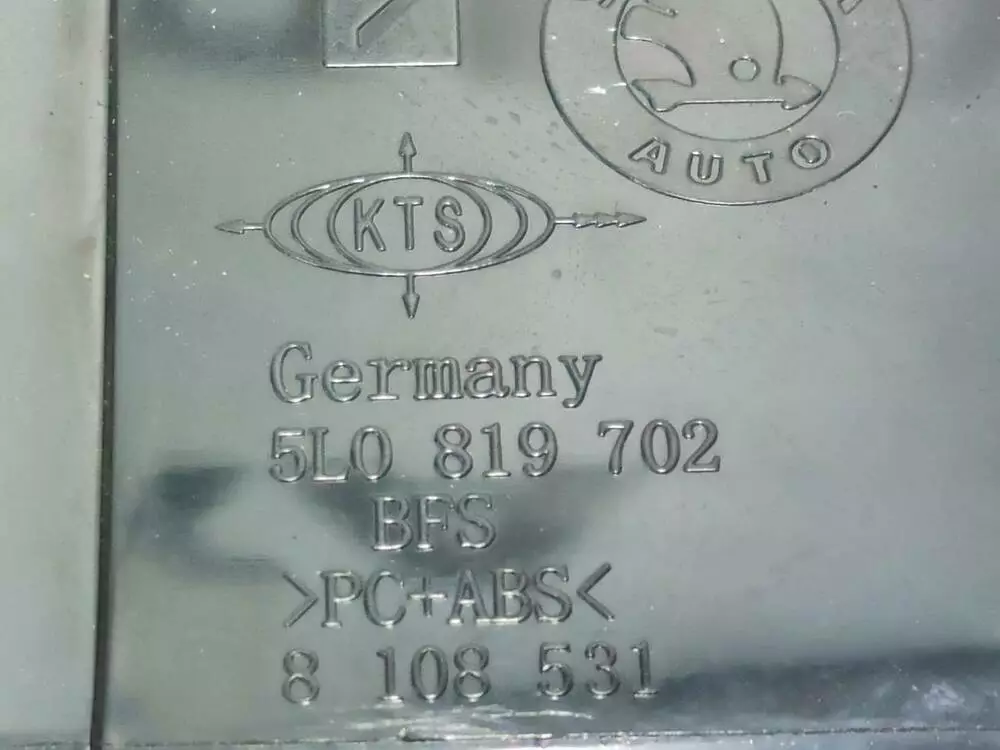 AUTO
KTS
Germany
5L0 819 702
BFS
>PC+ABS<
8 108 531